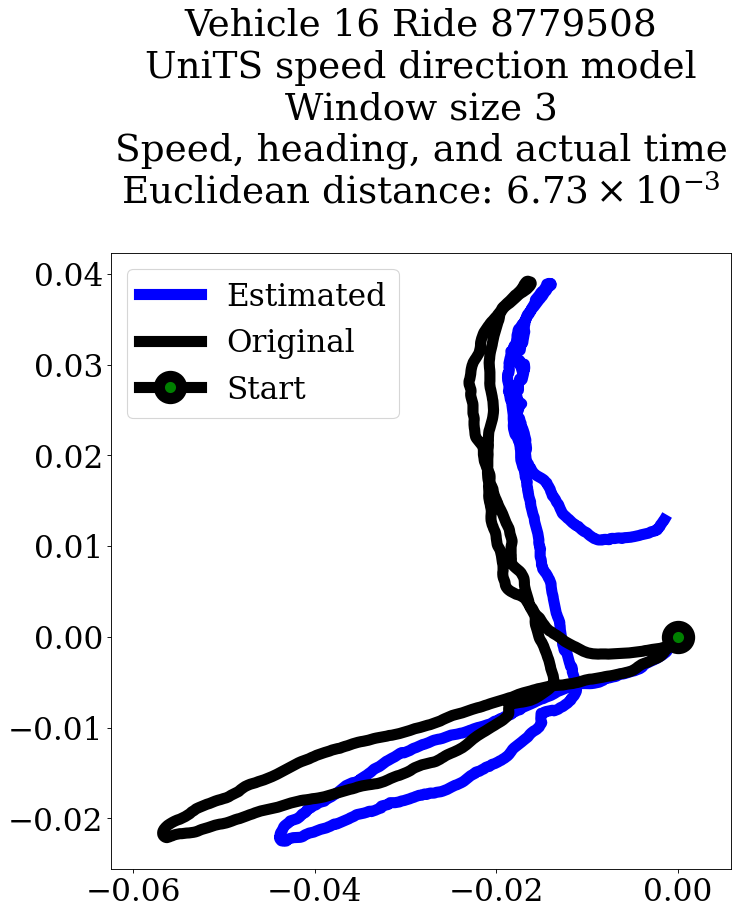 Vehicle 16 Ride 8779508
UniTS speed direction model
Window size 3
Speed, heading, and actual time
Euclidean distance: 6.73 × 10⁻³
0.04
0.03
0.02
0.01
0.00
−0.01
−0.02
Estimated
Original
Start
−0.06 −0.04 −0.02 0.00